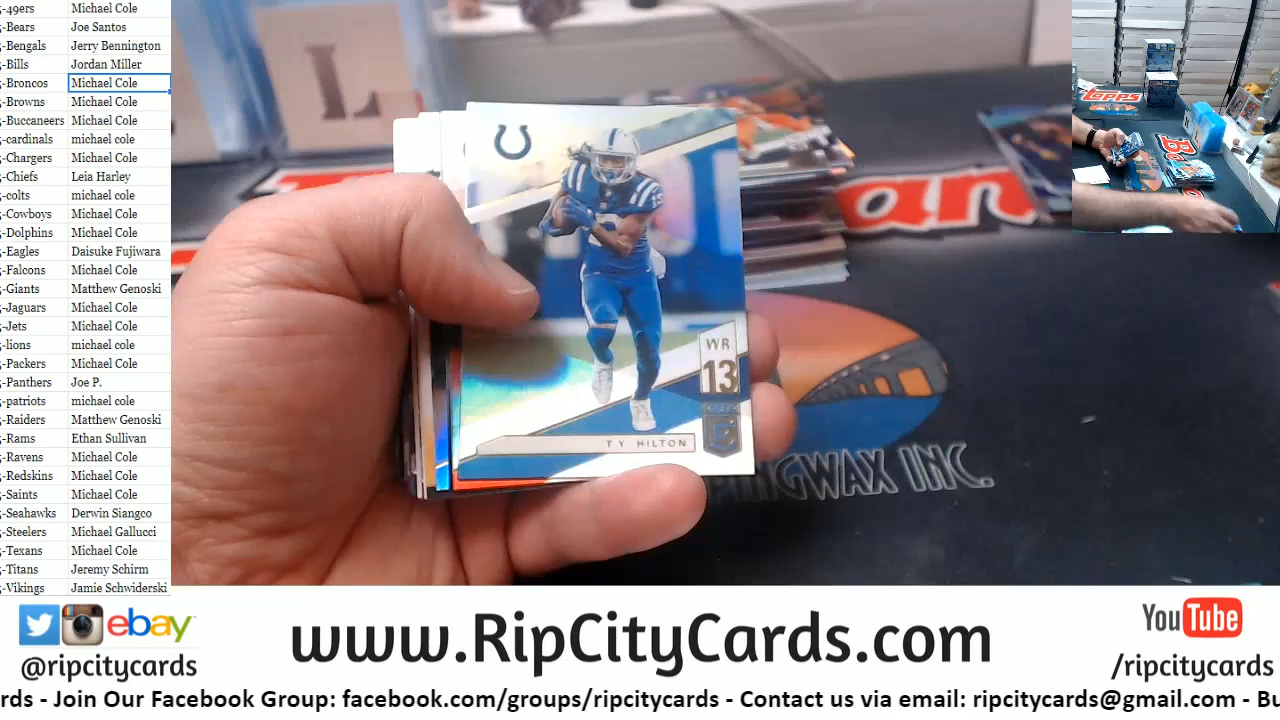 -49ers Michael Cole
-Bears Joe Santos
-Bengals Jerry Bennington
-Bills Jordan Miller
-Broncos Michael Cole
-Browns Michael Cole
-Buccaneers Michael Cole
-cardinals michael cole
-Chargers Michael Cole
-Chiefs Leia Harley
-colts michael cole
-Cowboys Michael Cole
-Dolphins Michael Cole
-Eagles Daisuke Fujiwara
-Falcons Michael Cole
-Giants Matthew Genoski
-Jaguars Michael Cole
-Jets Michael Cole
-lions michael cole
-Packers Michael Cole
-Panthers Joe P.
-patriots michael cole
-Raiders Matthew Genoski
-Rams Ethan Sullivan
-Ravens Michael Cole
-Redskins Michael Cole
-Saints Michael Cole
-Seahawks Derwin Siangco
-Steelers Michael Gallucci
-Texans Michael Cole
-Titans Jeremy Schirm
-Vikings Jamie Schwiderski
L
WR
13
T Y HILTON
an
INGWAX INC.
Topps
ebay
@ripcitycards
www.RipCityCards.com
YouTube
/ripcitycards
rds - Join Our Facebook Group: facebook.com/groups/ripcitycards - Contact us via email: ripcitycards@gmail.com - Bu